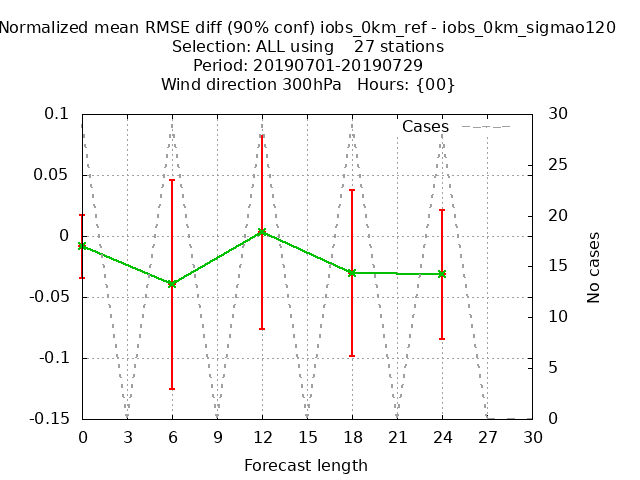 Normalized mean RMSE diff (90% conf) iobs_0km_ref - iobs_0km_sigmao120
Selection: ALL using    27 stations
Period: 20190701-20190729
Wind direction 300hPa   Hours: {00}
0.1
0.05
0
-0.05
-0.1
-0.15
Cases
30
25
20
15
10
5
0
No cases
0 3 6 9 12 15 18 21 24 27 30
Forecast length